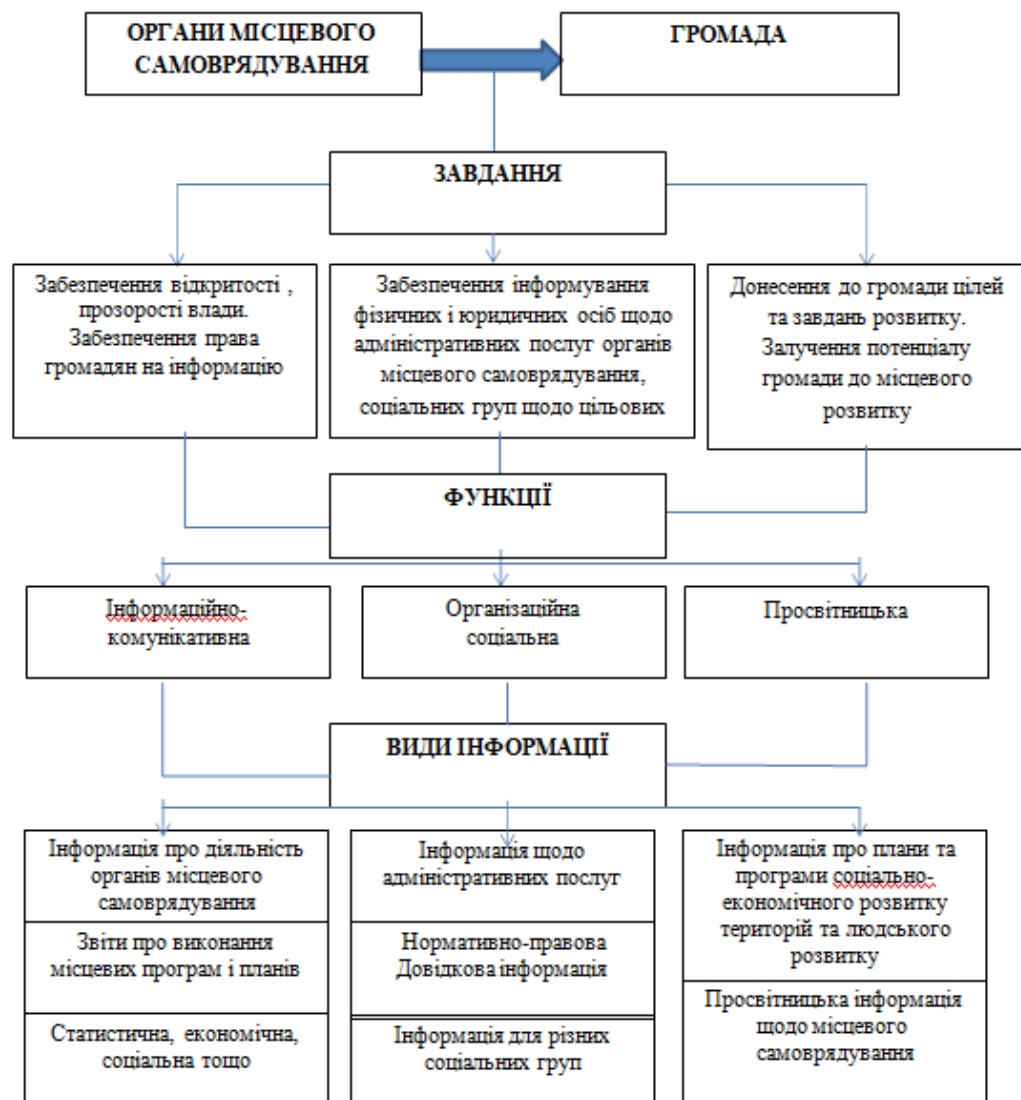 ОРГАНИ МІСЦЕВОГО
САМОВРЯДУВАННЯ
ГРОМАДА
ЗАВДАННЯ
Забезпечення відкритості ,
прозорості влади.
Забезпечення права
громадян на інформацію
Забезпечення інформування
фізичних і юридичних осіб щодо
адміністративних послуг органів
місцевого самоврядування,
соціальних груп щодо цільових
Донесення до громади цілей
та завдань розвитку.
Залучення потенціалу
громади до місцевого
розвитку
ФУНКЦІЇ
Інформаційно-
комунікативна
Організаційна
соціальна
Просвітницька
ВИДИ ІНФОРМАЦІЇ
Інформація про діяльність
органів місцевого
самоврядування
Звіти про виконання
місцевих програм і планів
Статистична, економічна,
соціальна тощо
Інформація щодо
адміністративних послуг
Нормативно-правова
Довідкова інформація
Інформація для різних
соціальних груп
Інформація про плани та
програми соціально-
економічного розвитку
територій та людського
розвитку
Просвітницька інформація
щодо місцевого
самоврядування